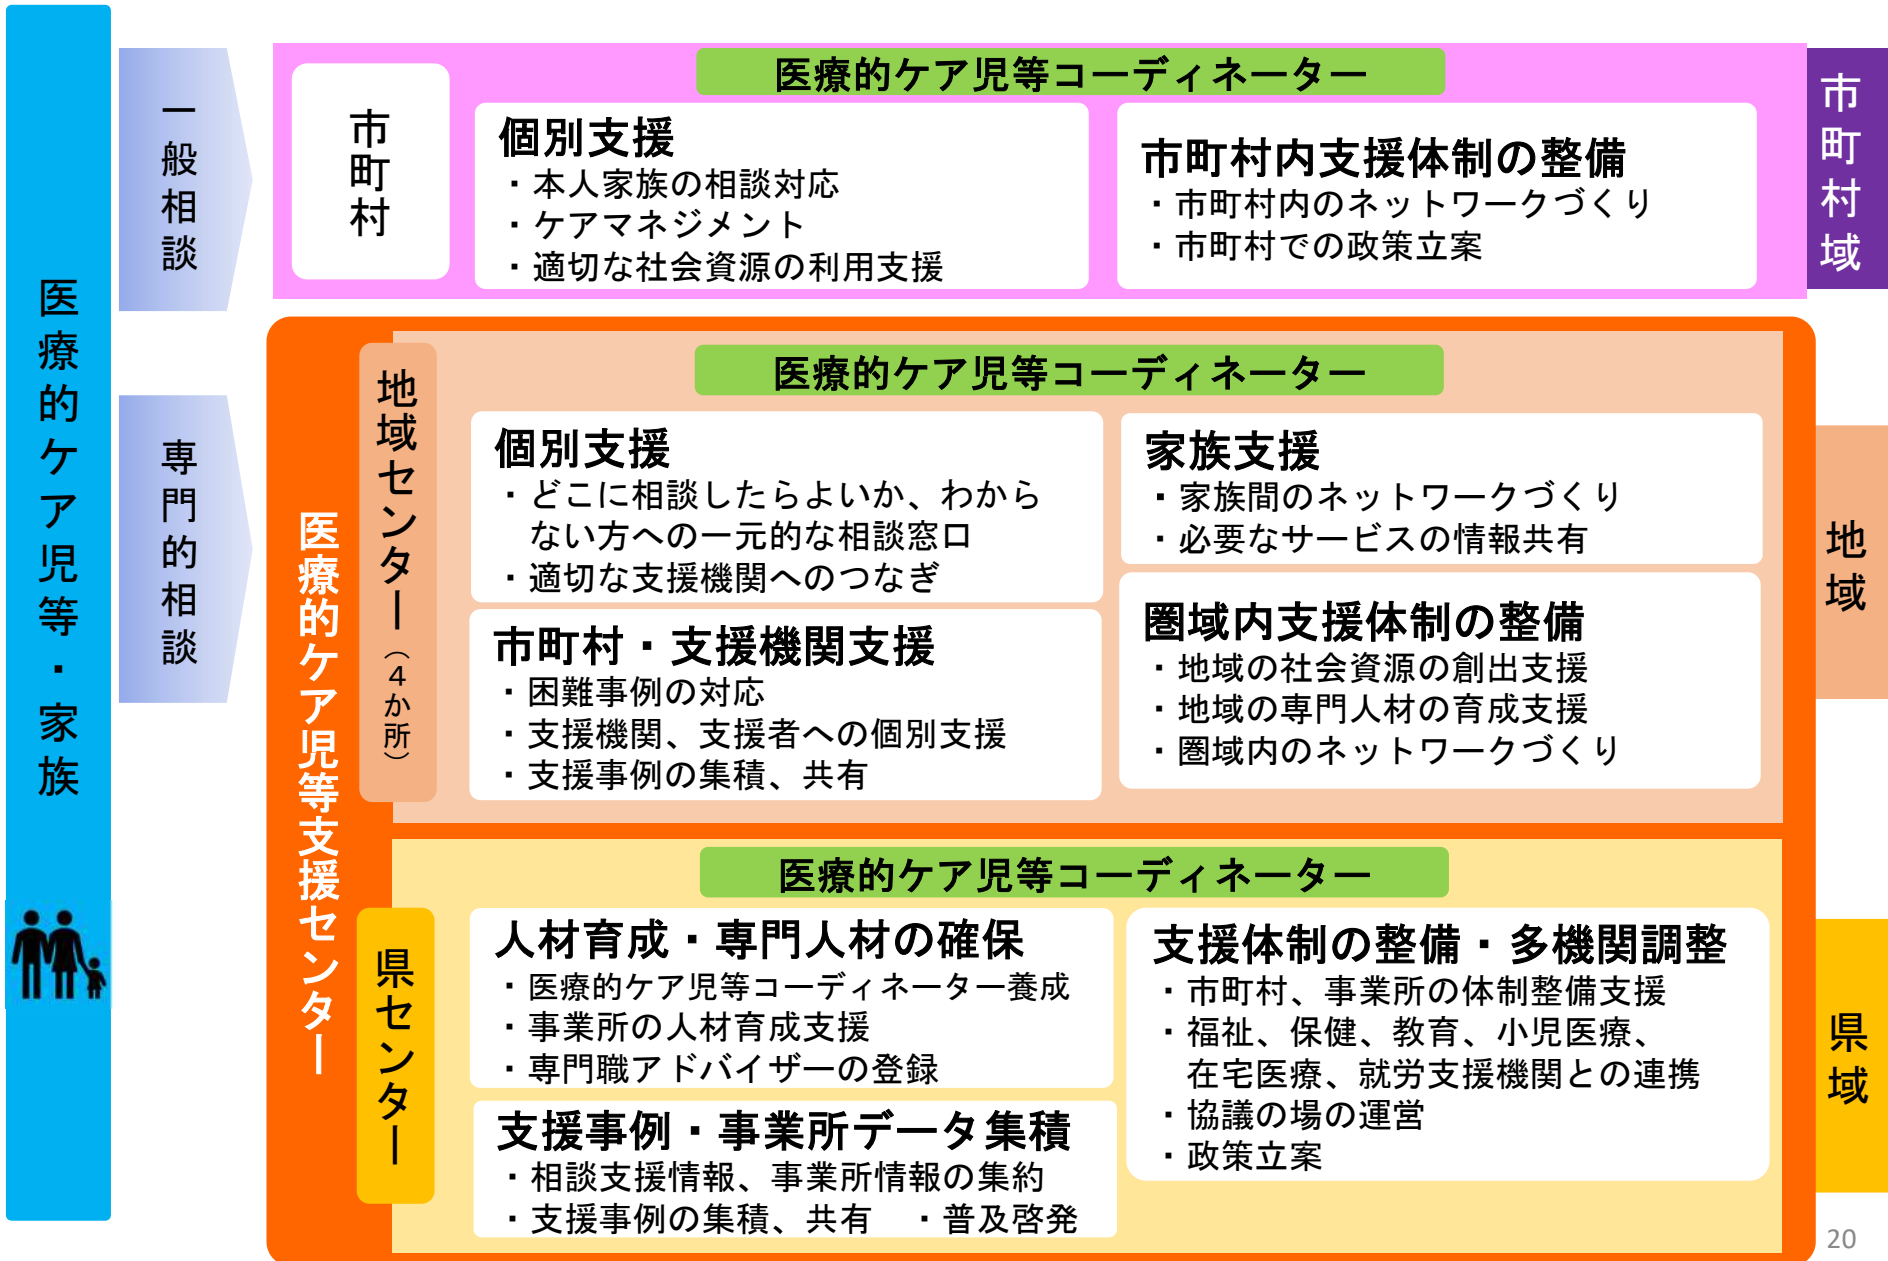 医療的ケア児等・家族
一般相談
専門的相談
市町村
医療的ケア児等コーディネーター
個別支援
・本人家族の相談対応
・ケアマネジメント
・適切な社会資源の利用支援
市町村内支援体制の整備
・市町村内のネットワークづくり
・市町村での政策立案
市町村域
医療的ケア児等支援センター
地域センター（４か所）
医療的ケア児等コーディネーター
個別支援
・どこに相談したらよいか、わから
ない方への一元的な相談窓口
・適切な支援機関へのつなぎ
家族支援
・家族間のネットワークづくり
・必要なサービスの情報共有
市町村・支援機関支援
・困難事例の対応
・支援機関、支援者への個別支援
・支援事例の集積、共有
圏域内支援体制の整備
・地域の社会資源の創出支援
・地域の専門人材の育成支援
・圏域内のネットワークづくり
地域
県センター
医療的ケア児等コーディネーター
人材育成・専門人材の確保
・医療的ケア児等コーディネーター養成
・事業所の人材育成支援
・専門職アドバイザーの登録
支援事例・事業所データ集積
・相談支援情報、事業所情報の集約
・支援事例の集積、共有　・普及啓発
支援体制の整備・多機関調整
・市町村、事業所の体制整備支援
・福祉、保健、教育、小児医療、
在宅医療、就労支援機関との連携
・協議の場の運営
・政策立案
県域
20